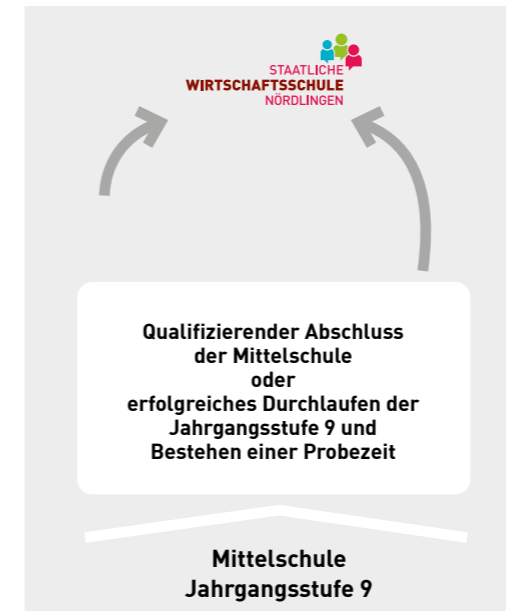 STAATLICHE
WIRTSCHAFTSSCHULE
NÖRDLINGEN
Qualifizierender Abschluss
der Mittelschule
oder
erfolgreiches Durchlaufen der
Jahrgangsstufe 9 und
Bestehen einer Probezeit
Mittelschule
Jahrgangsstufe 9